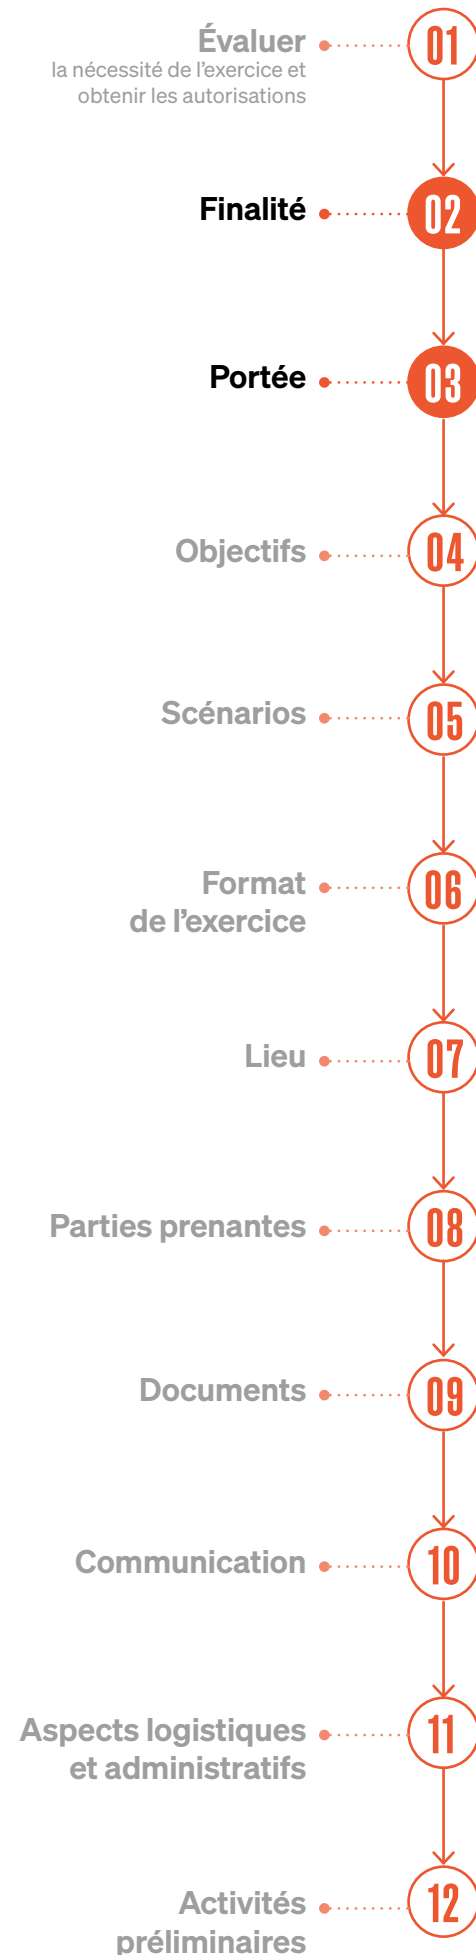 Évaluer 01
la nécessité de l’exercice et
obtenir les autorisations
Finalité 02
Portée 03
Objectifs 04
Scénarios 05
Format 06
de l’exercice
Lieu 07
Parties prenantes 08
Documents 09
Communication 10
Aspects logistiques 11
et administratifs
Activités 12
préliminaires